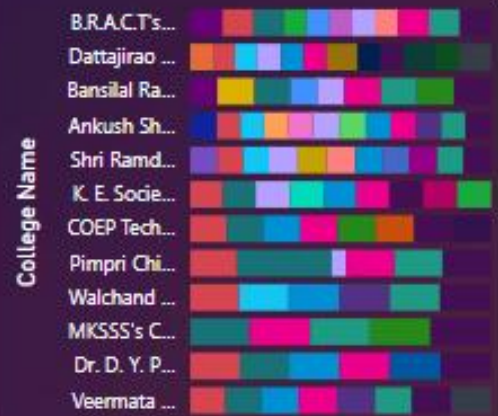 College Name
B.R.A.C.T's...
Dattajirao ...
Bansilal Ra...
Ankush Sh...
Shri Ramd...
K. E. Socie...
COEP Tech...
Pimpri Chi...
Walchand ...
MKSSS's C...
Dr. D. Y. P...
Veermata ...